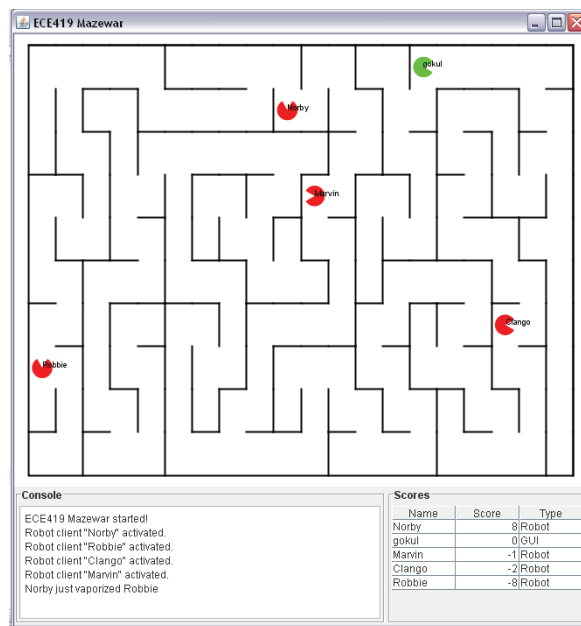 ECE419 Mazewar
gokul
Norby
Marvin
Clango
Robbie
Console
ECE419 Mazewar started!
Robot client "Norby" activated.
Robot client "Robbie" activated.
Robot client "Clango" activated.
Robot client "Marvin" activated.
Norby just vaporized Robbie
Scores
Name Score Type
Norby 8 Robot
gokul 0 GUI
Marvin -1 Robot
Clango -2 Robot
Robbie -8 Robot